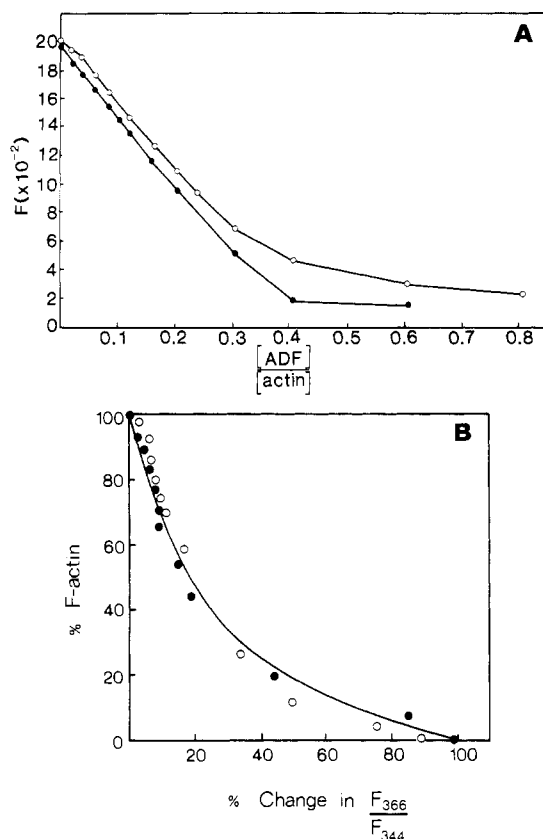 A
F(x10⁻²)
20
18
16
14
12
10
8
6
4
2
0
0.1 0.2 0.3 0.4 0.5 0.6 0.7 0.8
[ADF]
[actin]
B
% F-actin
100
80
60
40
20
0
20 40 60 80 100
% Change in F₃₆₆
F₃₄₄